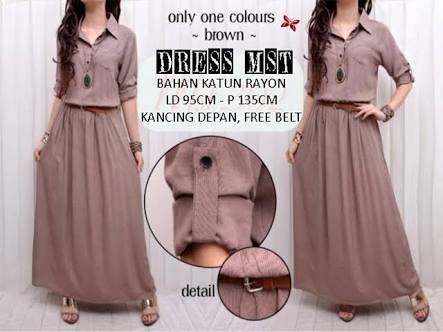 only one colours
~ brown ~
DRESS MST
BAHAN KATUN RAYON
LD 95CM - P 135CM
KANCING DEPAN, FREE BELT
detail